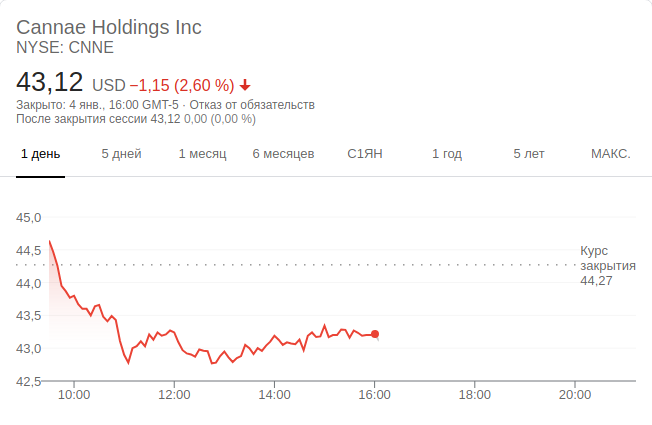 Cannae Holdings Inc
NYSE: CNNE
43,12 USD −1,15 (2,60 %)
Закрыто: 4 янв., 16:00 GMT-5 · Отказ от обязательств
После закрытия сессии 43,12 0,00 (0,00 %)
1 день 5 дней 1 месяц 6 месяцев С1ЯН 1 год 5 лет МАКС.
45,0
44,5
44,0
43,5
43,0
42,5
Курс
закрытия
44,27
10:00 12:00 14:00 16:00 18:00 20:00